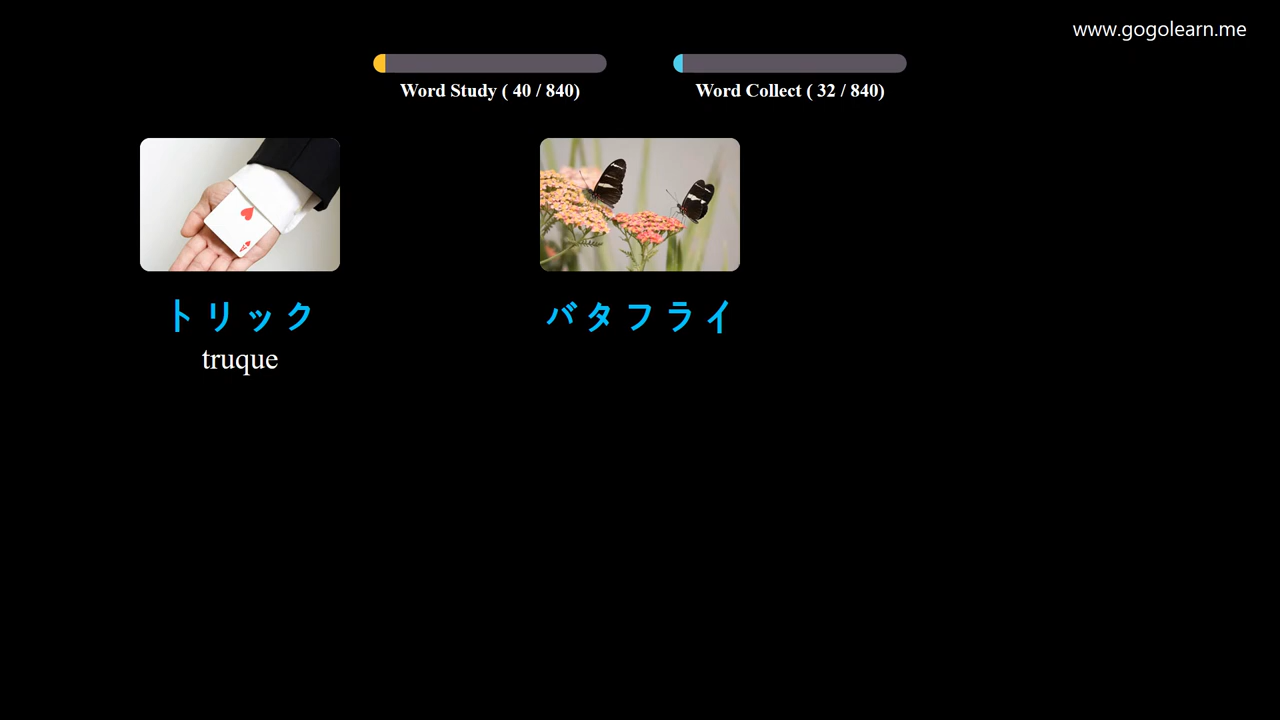 www.gogolearn.me
Word Study ( 40 / 840)
Word Collect ( 32 / 840)
トリック
truque
バタフライ